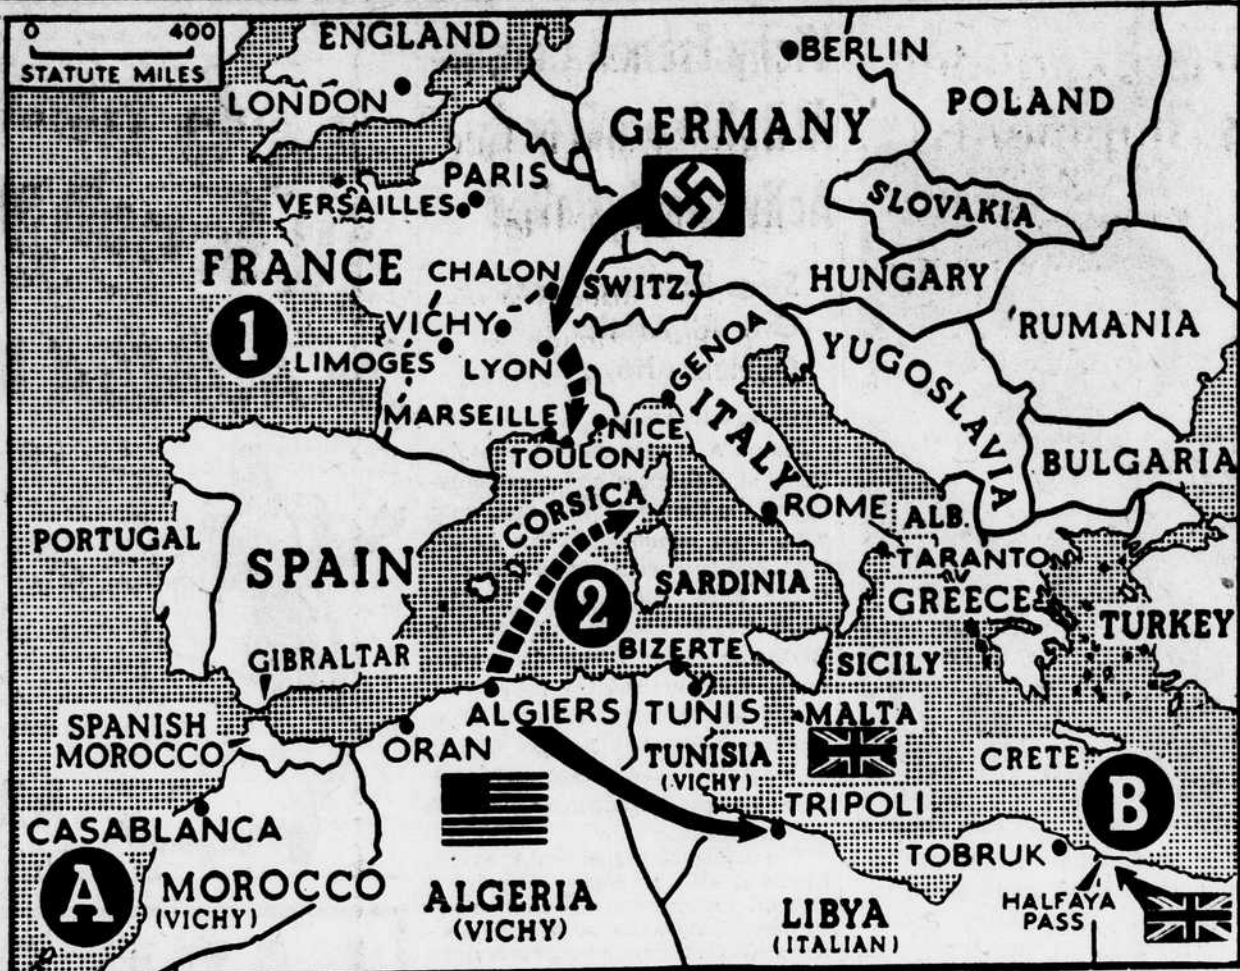 0 400
STATUTE MILES
ENGLAND
LONDON
BERLIN
POLAND
GERMANY
PARIS
VERSAILLES
SLOVAKIA
FRANCE
CHALON
SWITZ.
HUNGARY
1
VICHY
RUMANIA
LIMOGES
LYON
GENOA
YUGOSLAVIA
MARSEILLE
NICE
ITALY
TOULON
BULGARIA
CORSICA
ROME
ALB.
PORTUGAL
SPAIN
TARANTO
SARDINIA
GREECE
2
TURKEY
BIZERTE
GIBRALTAR
SICILY
ALGIERS
TUNIS
MALTA
SPANISH
MOROCCO
ORAN
TUNISIA
(VICHY)
CRETE
B
TRIPOLI
CASABLANCA
TOBRUK
A
MOROCCO
(VICHY)
ALGERIA
(VICHY)
LIBYA
(ITALIAN)
HALFAYA
PASS